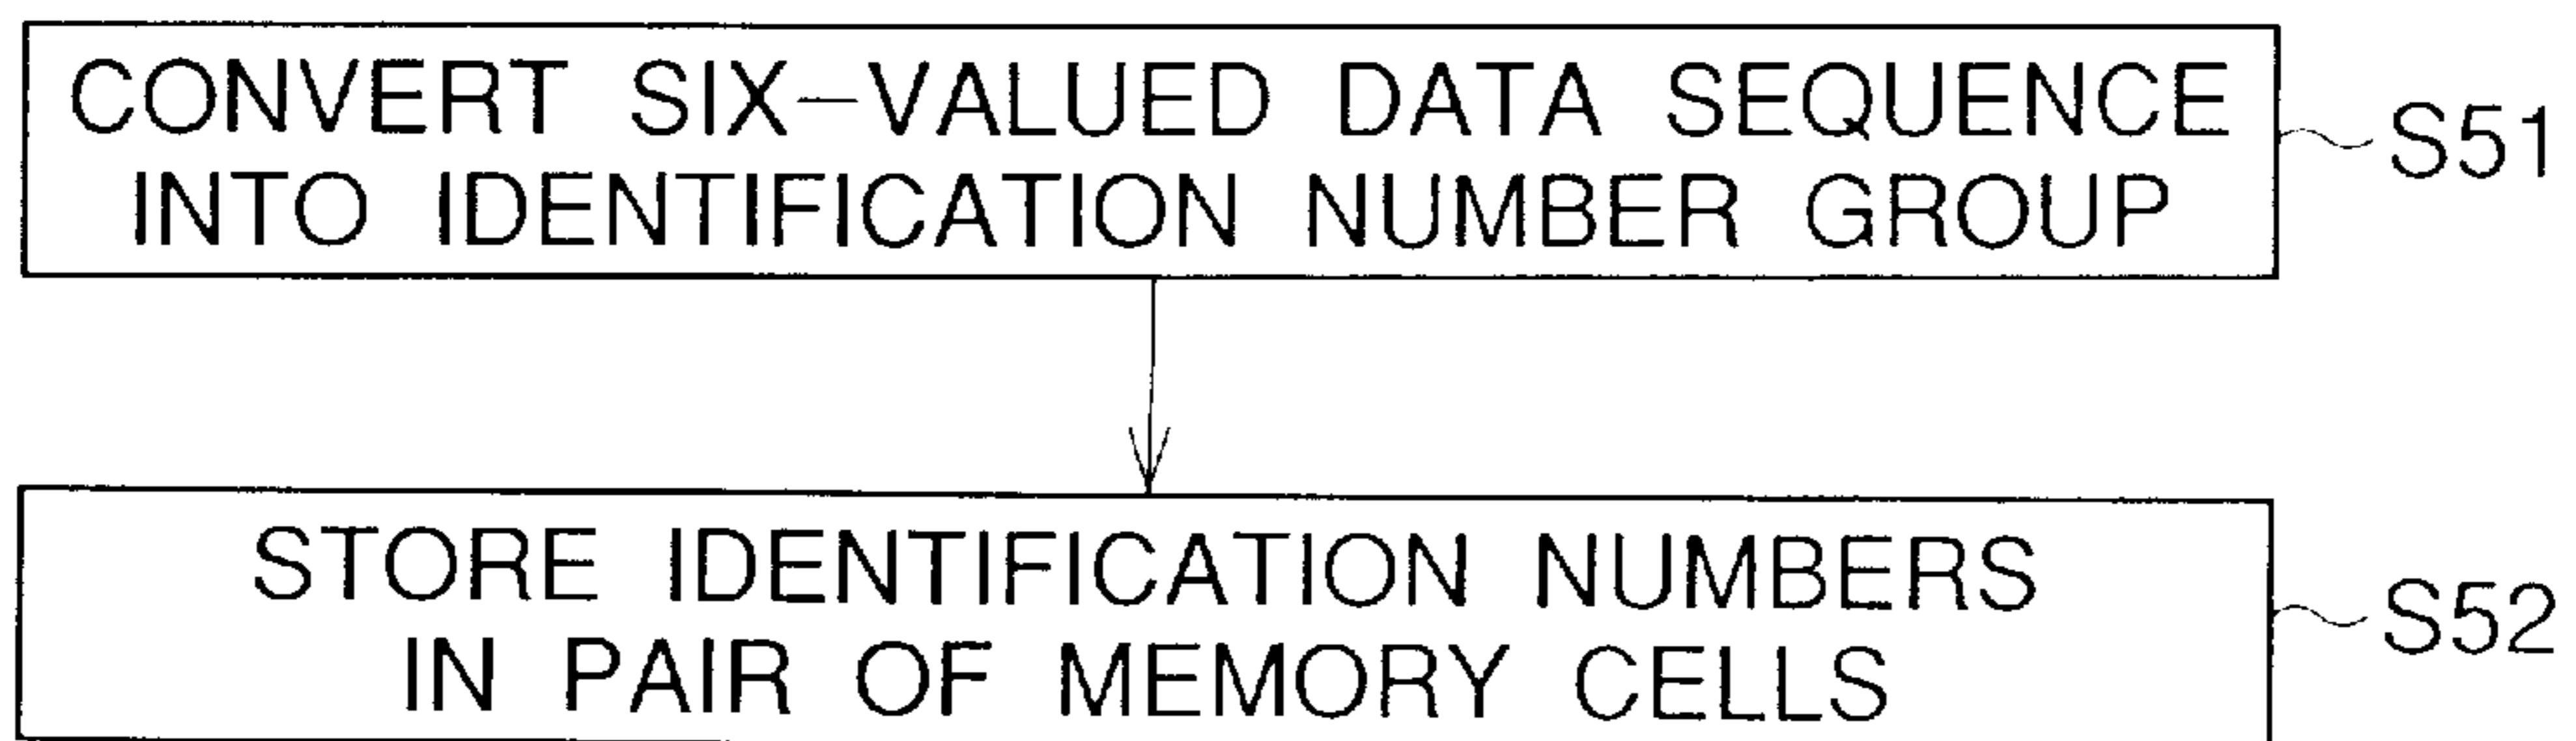 CONVERT SIX-VALUED DATA SEQUENCE
INTO IDENTIFICATION NUMBER GROUP
S51
STORE IDENTIFICATION NUMBERS
IN PAIR OF MEMORY CELLS
S52